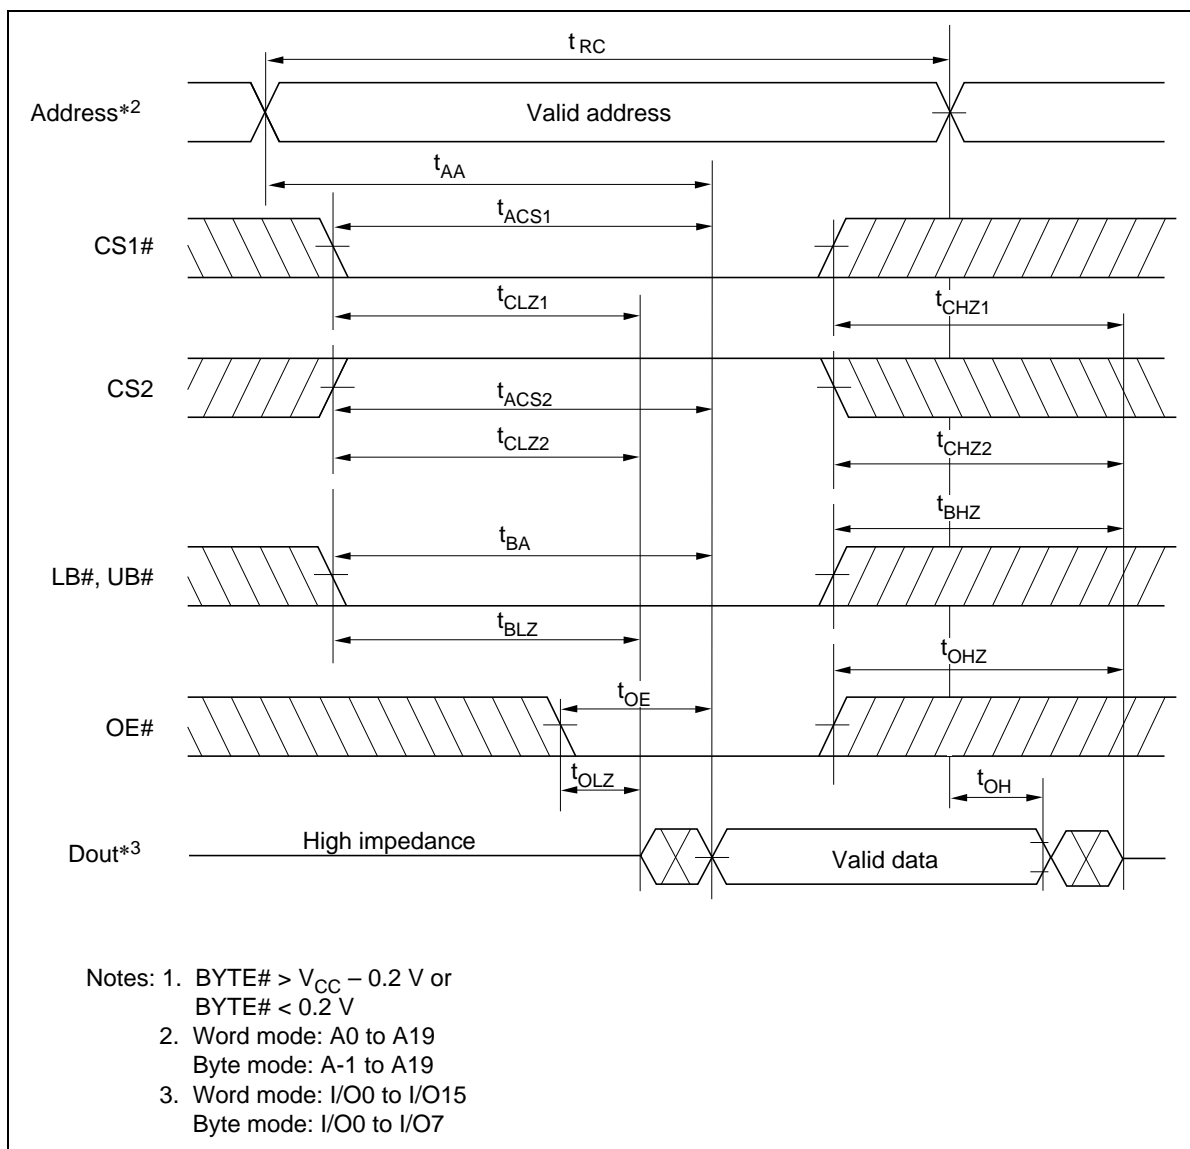 t RC
Address*2
Valid address
tAA
tACS1
CS1#
tCLZ1
tCHZ1
CS2
tACS2
tCLZ2
tCHZ2
tBHZ
tBA
LB#, UB#
tBLZ
tOHZ
tOE
OE#
tOLZ
tOH
Dout*3
High impedance
Valid data
Notes: 1. BYTE# > VCC – 0.2 V or
BYTE# < 0.2 V
2. Word mode: A0 to A19
Byte mode: A-1 to A19
3. Word mode: I/O0 to I/O15
Byte mode: I/O0 to I/O7